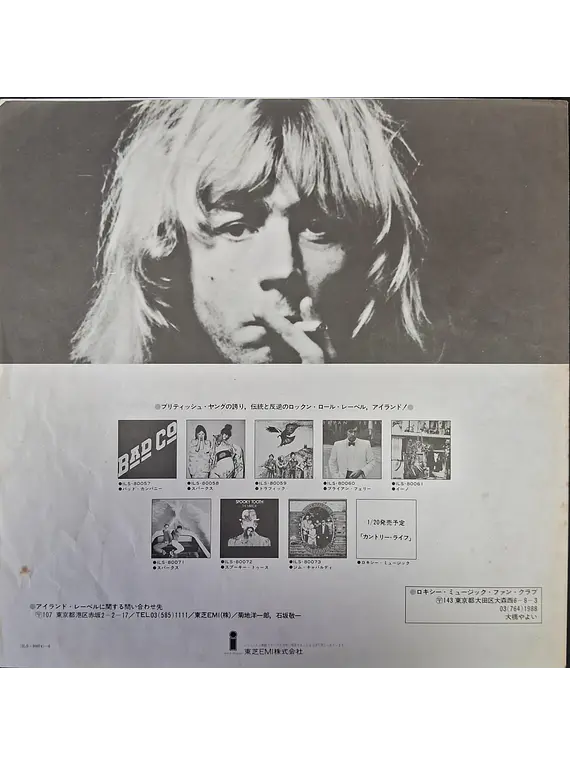 ●ブリティッシュ・ヤングの誇り，伝統と反逆のロックン・ロール・レーベル，アイランド！●
BAD CO
SPOOKY TOOTH
1/20発売予定
「カントリー・ライフ」
●ILS-80057
●バッド・カンパニー
●ILS-80058
●スパークス
●ILS-80059
●トラフィック
●ILS-80060
●ブライアン・フェリー
●ILS-80061
●イーノ
●ILS-80071
●スパークス
●ILS-80072
●スプーキー・トゥース
●ILS-80073
●ジム・キャパルディ
●ロキシー・ミュージック
●ロキシー・ミュージック・ファン・クラブ
〒143 東京都大田区大森西6-6-3
03(764)1988
大橋やよい
●アイランド・レーベルに関する問い合わせ先
〒107 東京都港区赤坂2-2-17／TEL03(585)1111／東芝EMI(株)／菊地洋一郎，石坂敬一
東芝EMI株式会社